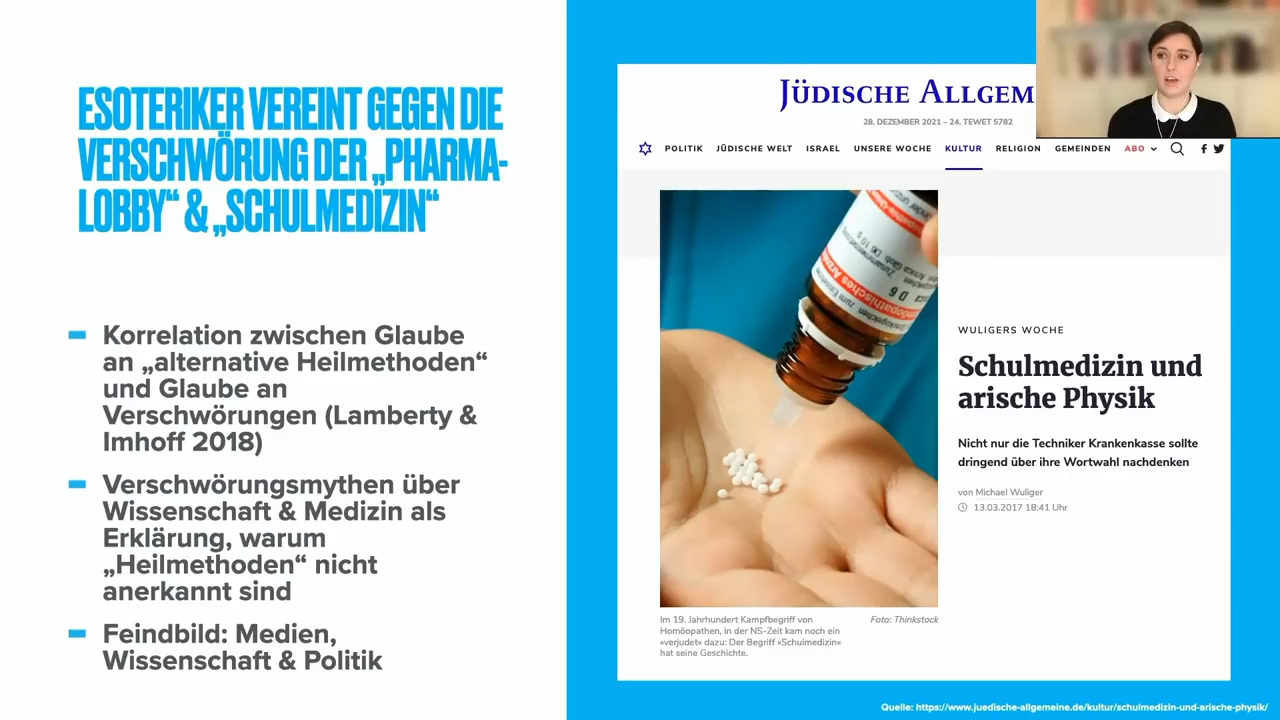 ESOTERIKER VEREINT GEGEN DIE
VERSCHWÖRUNG DER „PHARMA-
LOBBY“ & „SCHULMEDIZIN“
Korrelation zwischen Glaube
an „alternative Heilmethoden“
und Glaube an
Verschwörungen (Lamberty &
Imhoff 2018)
Verschwörungsmythen über
Wissenschaft & Medizin als
Erklärung, warum
„Heilmethoden“ nicht
anerkannt sind
Feindbild: Medien,
Wissenschaft & Politik
JÜDISCHE ALLGEM
28. DEZEMBER 2021 – 24. TEWET 5782
POLITIK JÜDISCHE WELT ISRAEL UNSERE WOCHE KULTUR RELIGION GEMEINDEN ABO
D 6
WULIGERS WOCHE
Schulmedizin und
arische Physik
Nicht nur die Techniker Krankenkasse sollte
dringend über ihre Wortwahl nachdenken
von Michael Wuliger
13.03.2017 18:41 Uhr
Im 19. Jahrhundert Kampfbegriff von
Homöopathen, in der NS-Zeit kam noch ein
»verjudet« dazu: Der Begriff »Schulmedizin«
hat seine Geschichte.
Foto: Thinkstock
Quelle: https://www.juedische-allgemeine.de/kultur/schulmedizin-und-arische-physik/